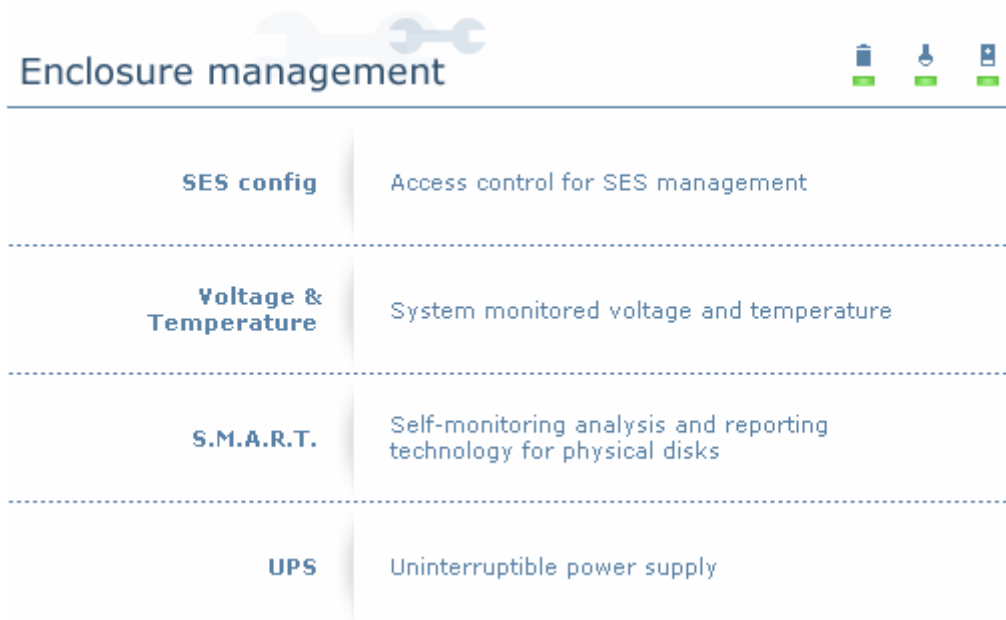 Enclosure management
SES config
Access control for SES management
Voltage &
Temperature
System monitored voltage and temperature
S.M.A.R.T.
Self-monitoring analysis and reporting
technology for physical disks
UPS
Uninterruptible power supply